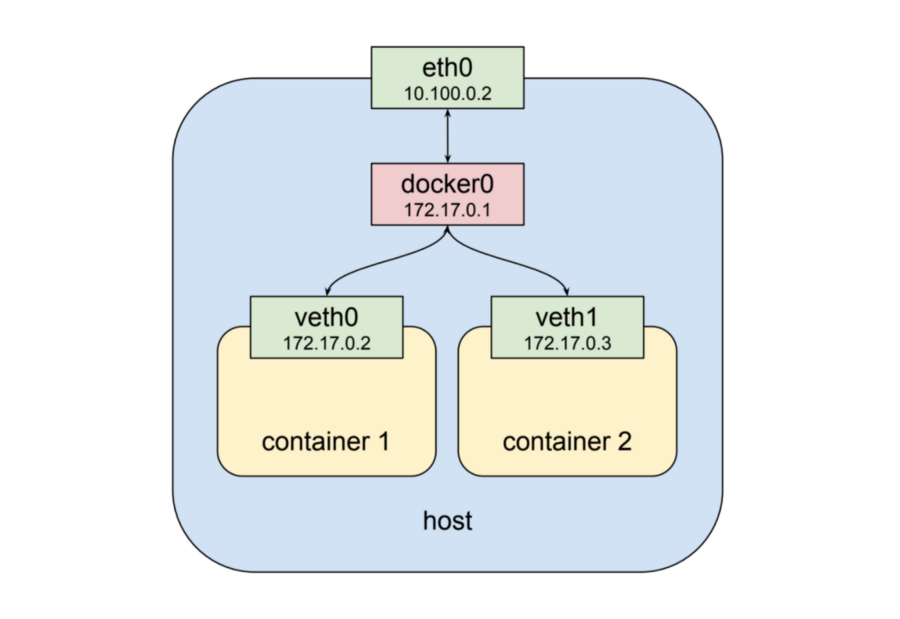 eth0
10.100.0.2
docker0
172.17.0.1
veth0
172.17.0.2
veth1
172.17.0.3
container 1
container 2
host